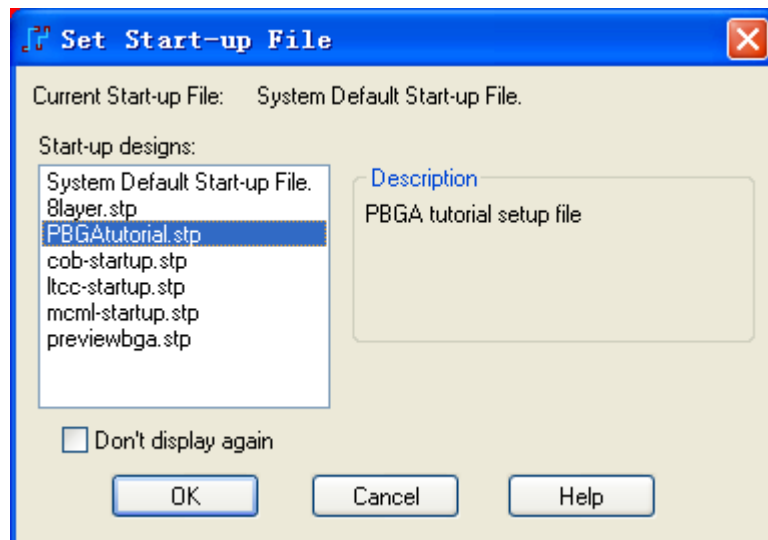 Set Start-up File
Current Start-up File: System Default Start-up File.
Start-up designs:
System Default Start-up File.
8layer.stp
PBGAtutorial.stp
cob-startup.stp
ltcc-startup.stp
mcml-startup.stp
previewbga.stp
Description
PBGA tutorial setup file
Don't display again
OK Cancel Help